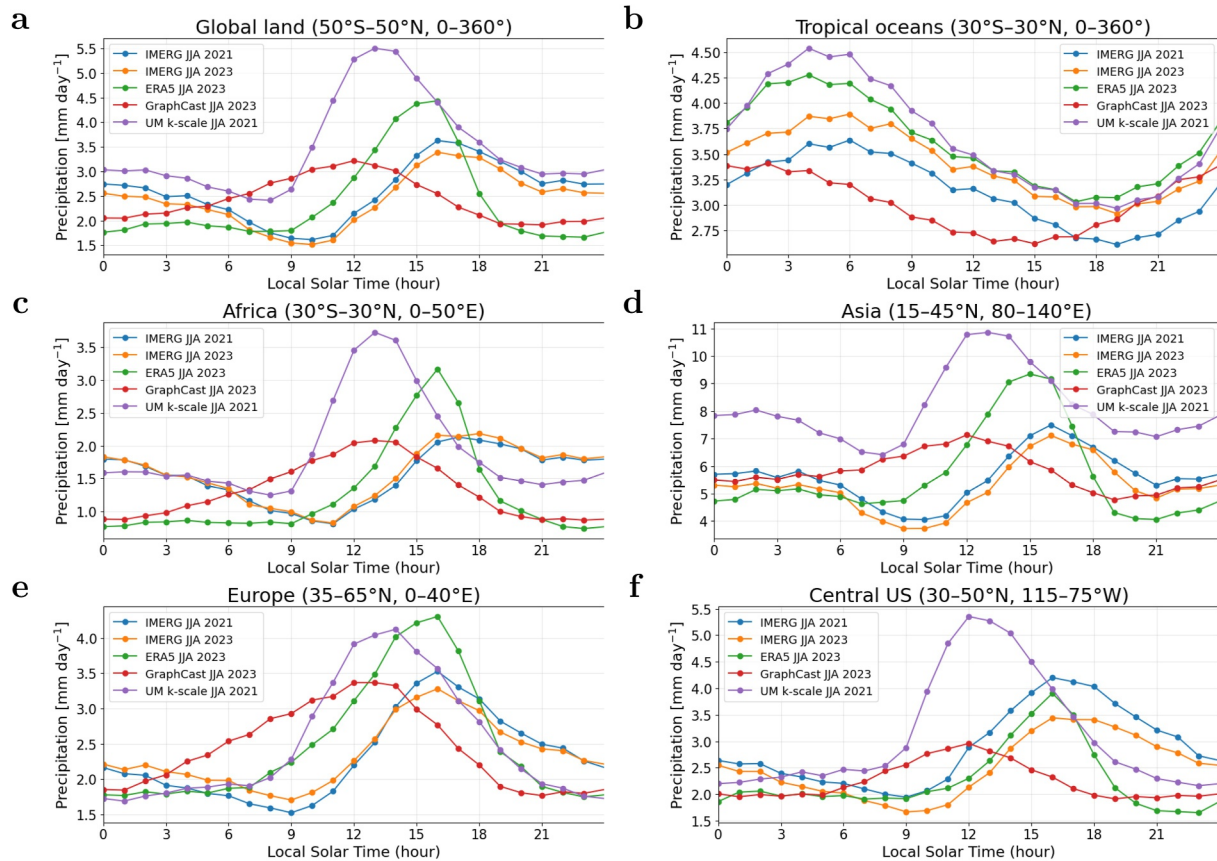 a
Global land (50°S–50°N, 0–360°)
Precipitation [mm day⁻¹]
5.5
5.0
4.5
4.0
3.5
3.0
2.5
2.0
1.5
IMERG JJA 2021
IMERG JJA 2023
ERA5 JJA 2023
GraphCast JJA 2023
UM k-scale JJA 2021
0 3 6 9 12 15 18 21
Local Solar Time (hour)
b
Tropical oceans (30°S–30°N, 0–360°)
Precipitation [mm day⁻¹]
4.50
4.25
4.00
3.75
3.50
3.25
3.00
2.75
IMERG JJA 2021
IMERG JJA 2023
ERA5 JJA 2023
GraphCast JJA 2023
UM k-scale JJA 2021
0 3 6 9 12 15 18 21
Local Solar Time (hour)
c
Africa (30°S–30°N, 0–50°E)
Precipitation [mm day⁻¹]
3.5
3.0
2.5
2.0
1.5
1.0
IMERG JJA 2021
IMERG JJA 2023
ERA5 JJA 2023
GraphCast JJA 2023
UM k-scale JJA 2021
0 3 6 9 12 15 18 21
Local Solar Time (hour)
d
Asia (15–45°N, 80–140°E)
Precipitation [mm day⁻¹]
11
10
9
8
7
6
5
4
IMERG JJA 2021
IMERG JJA 2023
ERA5 JJA 2023
GraphCast JJA 2023
UM k-scale JJA 2021
0 3 6 9 12 15 18 21
Local Solar Time (hour)
e
Europe (35–65°N, 0–40°E)
Precipitation [mm day⁻¹]
4.0
3.5
3.0
2.5
2.0
1.5
IMERG JJA 2021
IMERG JJA 2023
ERA5 JJA 2023
GraphCast JJA 2023
UM k-scale JJA 2021
0 3 6 9 12 15 18 21
Local Solar Time (hour)
f
Central US (30–50°N, 115–75°W)
Precipitation [mm day⁻¹]
5.5
5.0
4.5
4.0
3.5
3.0
2.5
2.0
1.5
IMERG JJA 2021
IMERG JJA 2023
ERA5 JJA 2023
GraphCast JJA 2023
UM k-scale JJA 2021
0 3 6 9 12 15 18 21
Local Solar Time (hour)